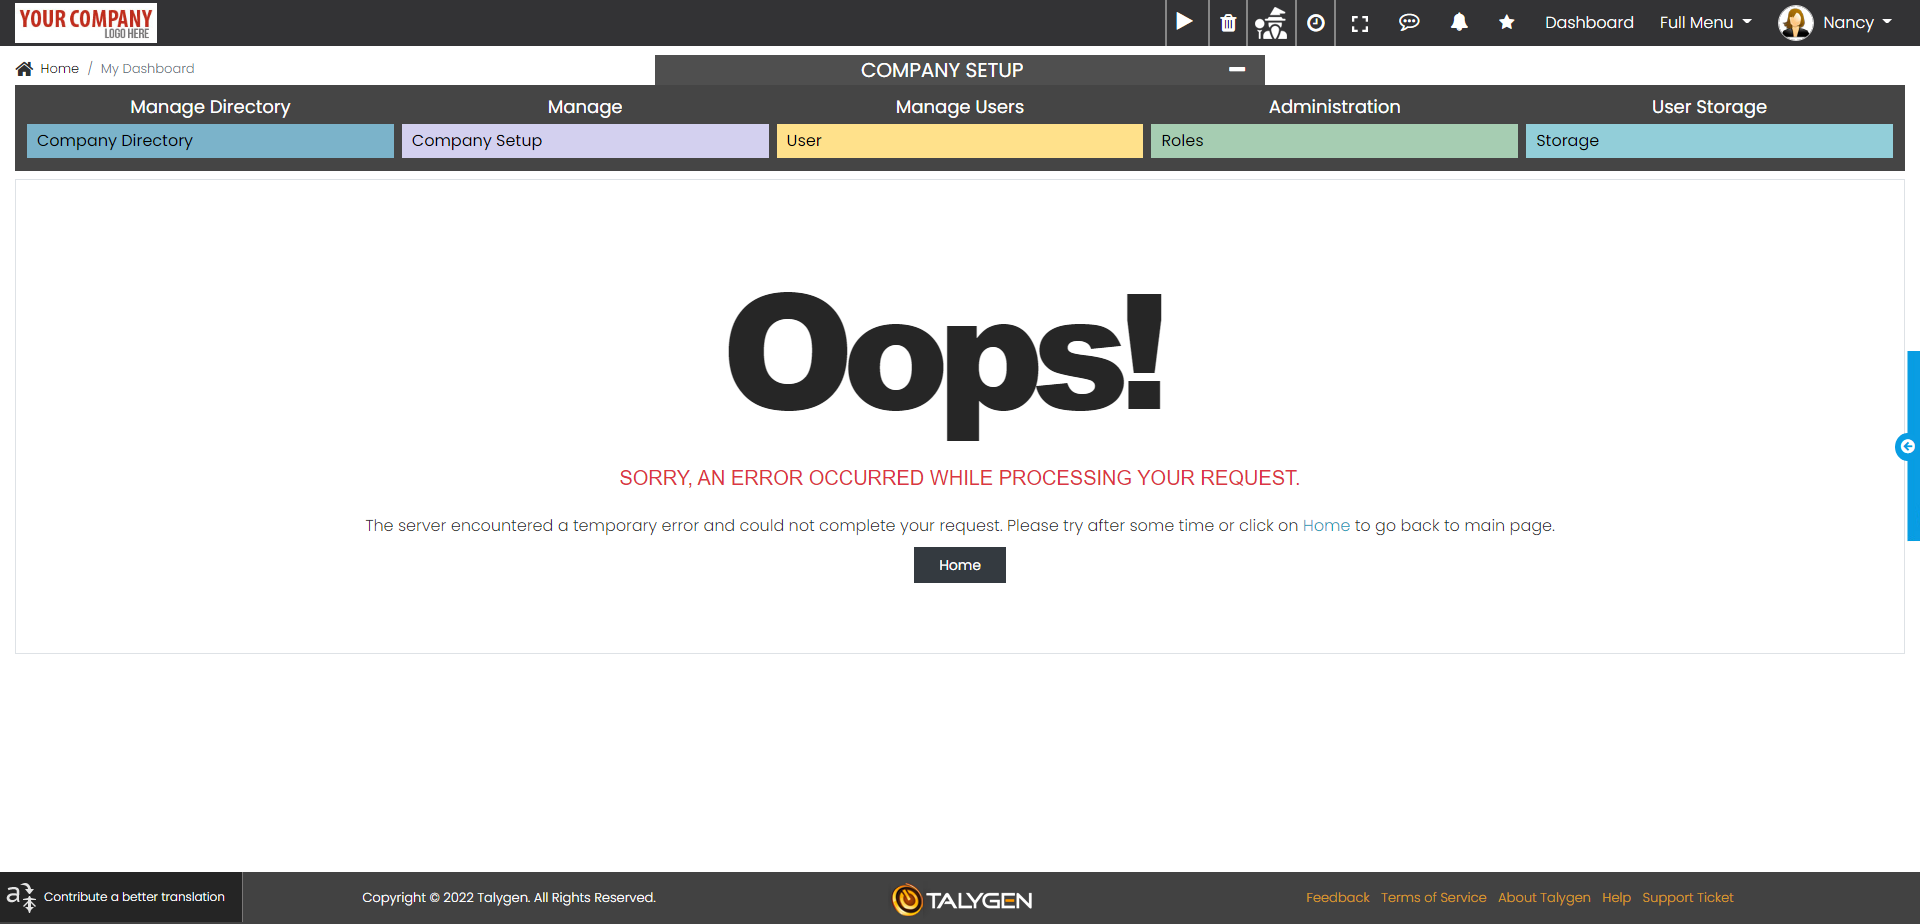 YOUR COMPANY
LOGO HERE
Dashboard
Full Menu
Nancy
Home / My Dashboard
COMPANY SETUP
Manage Directory
Manage
Manage Users
Administration
User Storage
Company Directory
Company Setup
User
Roles
Storage
Oops!
SORRY, AN ERROR OCCURRED WHILE PROCESSING YOUR REQUEST.
The server encountered a temporary error and could not complete your request. Please try after some time or click on Home to go back to main page.
Home
Contribute a better translation
Copyright © 2022 Talygen. All Rights Reserved.
TALYGEN
Feedback Terms of Service About Talygen Help Support Ticket